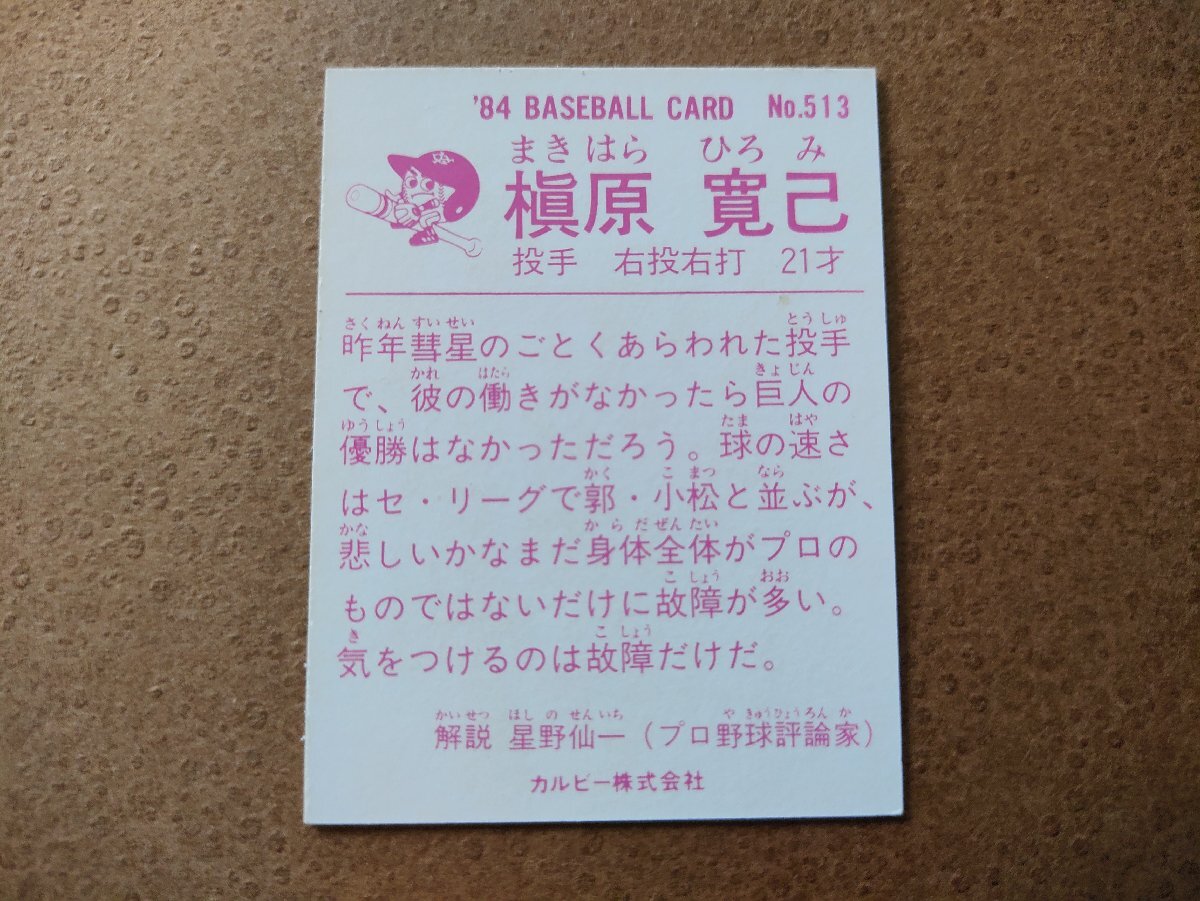 '84 BASEBALL CARD No.513
まきはら ひろみ
槙原 寛己
投手 右投右打 21才
さくねんすいせい とうしゅ
昨年彗星のごとくあらわれた投手
かれ はたら きょじん
で、彼の働きがなかったら巨人の
ゆうしょう たま はや
優勝はなかっただろう。球の速さ
かく こまつ なら
はセ・リーグで郭・小松と並ぶが、
かな からだぜんたい
悲しいかなまだ身体全体がプロの
こしょう おお
ものではないだけに故障が多い。
き こしょう
気をつけるのは故障だけだ。
かいせつ ほしのせんいち やきゅうひょうろんか
解説 星野仙一(プロ野球評論家)
カルビー株式会社